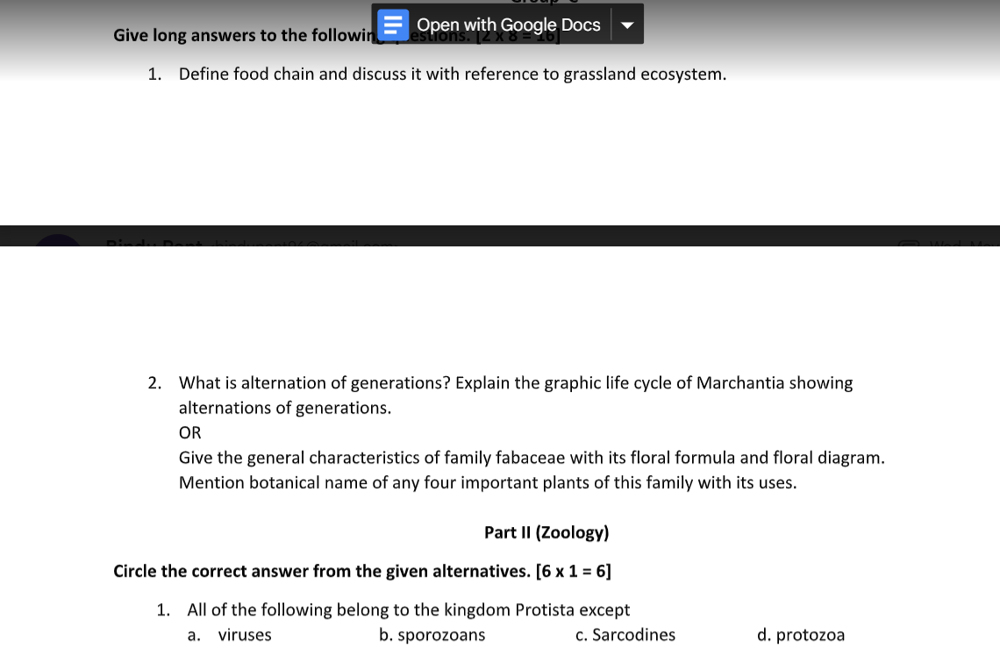 Give long answers to the following questions. [2 x 8 = 16]
Open with Google Docs
1. Define food chain and discuss it with reference to grassland ecosystem.
2. What is alternation of generations? Explain the graphic life cycle of Marchantia showing
alternations of generations.
OR
Give the general characteristics of family fabaceae with its floral formula and floral diagram.
Mention botanical name of any four important plants of this family with its uses.
Part II (Zoology)
Circle the correct answer from the given alternatives. [6 x 1 = 6]
1. All of the following belong to the kingdom Protista except
a. viruses b. sporozoans c. Sarcodines d. protozoa